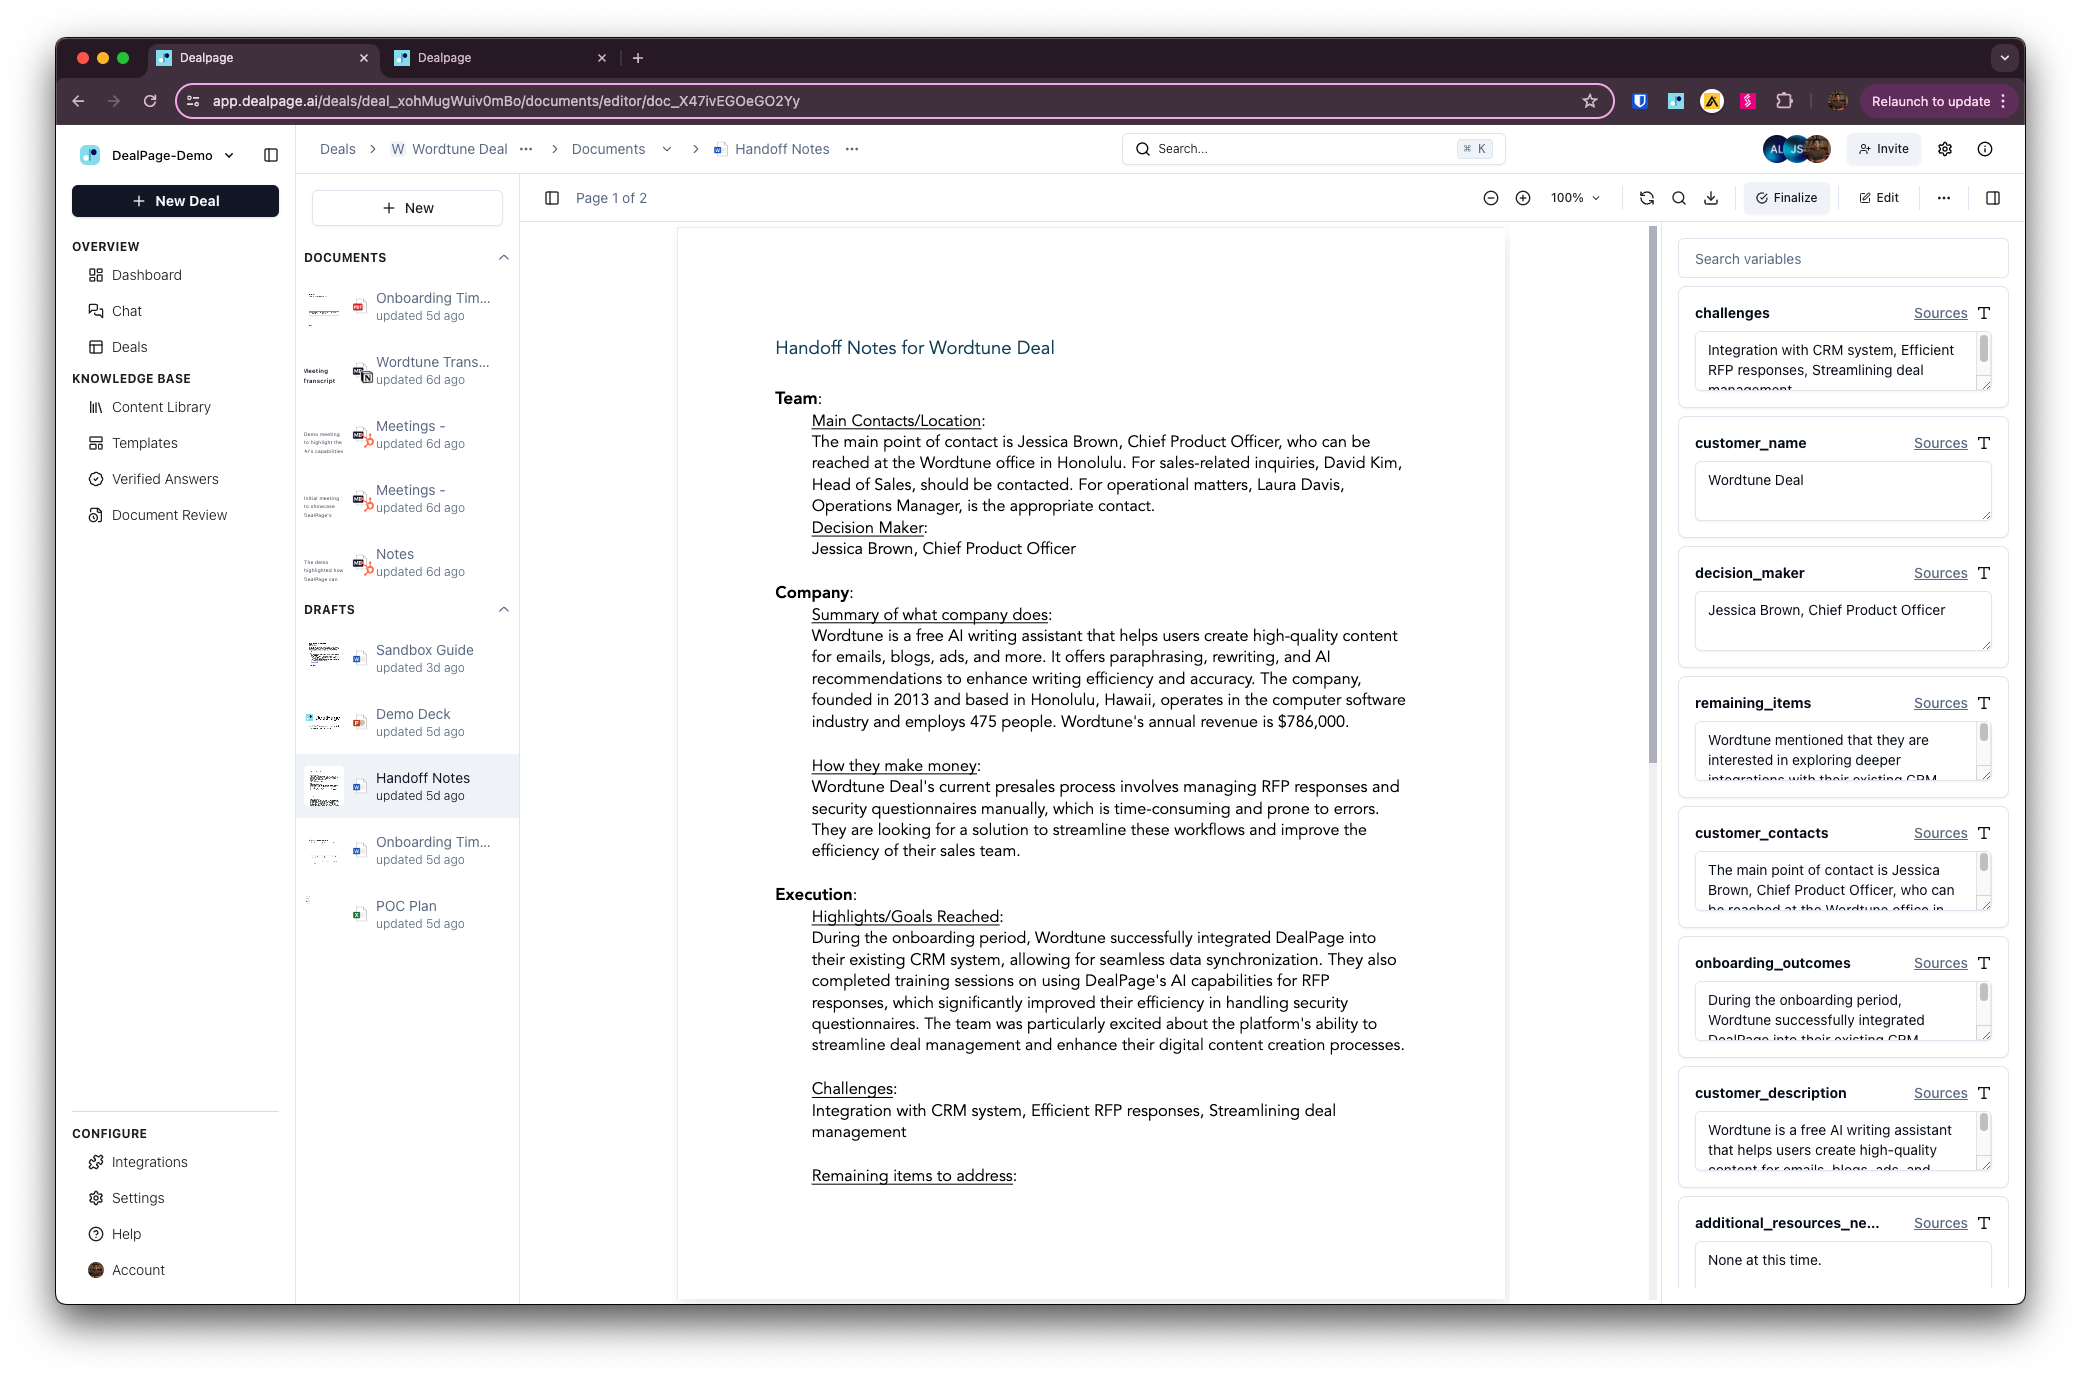 Dealpage
Dealpage
app.dealpage.ai/deals/deal_xohMugWuiv0mBo/documents/editor/doc_X47ivEGOeGO2Yy
Relaunch to update
DealPage-Demo
New Deal
OVERVIEW
Dashboard
Chat
Deals
KNOWLEDGE BASE
Content Library
Templates
Verified Answers
Document Review
CONFIGURE
Integrations
Settings
Help
Account
Deals
W Wordtune Deal
Documents
Handoff Notes
Search...
⌘ K
AL
JS
Invite
New
DOCUMENTS
Onboarding Tim...
updated 5d ago
Meeting
Transcript
Wordtune Trans...
updated 6d ago
Demo meeting
to highlight the
AI's capabilities
Meetings -
updated 6d ago
Initial meeting
to showcase
DealPage's
Meetings -
updated 6d ago
The demo
highlighted how
DealPage can
Notes
updated 6d ago
DRAFTS
Sandbox Guide
updated 3d ago
DealPage
Demo Deck
updated 5d ago
Handoff Notes
updated 5d ago
Onboarding Tim...
updated 5d ago
POC Plan
updated 5d ago
Page 1 of 2
100%
Finalize
Edit
Handoff Notes for Wordtune Deal
Team:
Main Contacts/Location:
The main point of contact is Jessica Brown, Chief Product Officer, who can be
reached at the Wordtune office in Honolulu. For sales-related inquiries, David Kim,
Head of Sales, should be contacted. For operational matters, Laura Davis,
Operations Manager, is the appropriate contact.
Decision Maker:
Jessica Brown, Chief Product Officer
Company:
Summary of what company does:
Wordtune is a free AI writing assistant that helps users create high-quality content
for emails, blogs, ads, and more. It offers paraphrasing, rewriting, and AI
recommendations to enhance writing efficiency and accuracy. The company,
founded in 2013 and based in Honolulu, Hawaii, operates in the computer software
industry and employs 475 people. Wordtune's annual revenue is $786,000.
How they make money:
Wordtune Deal's current presales process involves managing RFP responses and
security questionnaires manually, which is time-consuming and prone to errors.
They are looking for a solution to streamline these workflows and improve the
efficiency of their sales team.
Execution:
Highlights/Goals Reached:
During the onboarding period, Wordtune successfully integrated DealPage into
their existing CRM system, allowing for seamless data synchronization. They also
completed training sessions on using DealPage's AI capabilities for RFP
responses, which significantly improved their efficiency in handling security
questionnaires. The team was particularly excited about the platform's ability to
streamline deal management and enhance their digital content creation processes.
Challenges:
Integration with CRM system, Efficient RFP responses, Streamlining deal
management
Remaining items to address:
Search variables
challenges
Sources
Integration with CRM system, Efficient
RFP responses, Streamlining deal
management
customer_name
Sources
Wordtune Deal
decision_maker
Sources
Jessica Brown, Chief Product Officer
remaining_items
Sources
Wordtune mentioned that they are
interested in exploring deeper
integrations with their existing CRM
customer_contacts
Sources
The main point of contact is Jessica
Brown, Chief Product Officer, who can
be reached at the Wordtune office in
onboarding_outcomes
Sources
During the onboarding period,
Wordtune successfully integrated
DealPage into their existing CRM
customer_description
Sources
Wordtune is a free AI writing assistant
that helps users create high-quality
content for emails, blogs, ads, and
additional_resources_ne...
Sources
None at this time.